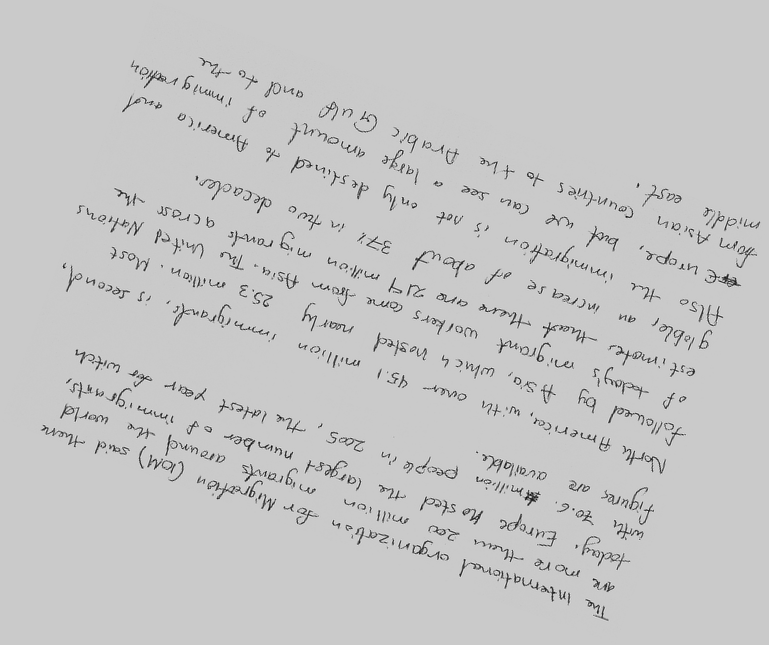 The International organization for Migration (IOM) said there
are more then 200 million migrants around the world
today. Europe hosted the largest number of immigrants,
with 70.6 million people in 2005, the latest year for witch
figures are available.
North America, with over 45.1 million immigrants, is second,
followed by Asia, which hosted nearly 25.3 million. Most
of today's migrant workers come from Asia. The United Nations
estimates that there are 214 million migrants across the
globe, an increase of about 37% in two decades.
Also the immigration is not only destined to America and
Europe, but we can see a large amount of immigration
from Asian Countries to the Arabic Gulf and to the
middle east.